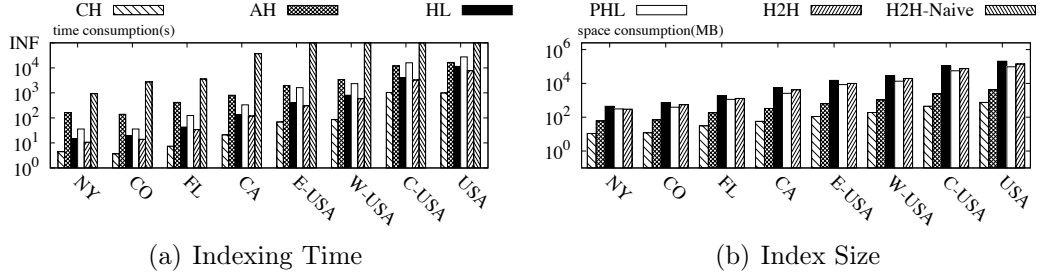 CH AH HL PHL H2H H2H-Naive
time consumption(s)
INF
10^4
10^3
10^2
10^1
10^0
NY CO FL CA E-USA W-USA C-USA USA
(a) Indexing Time
space consumption(MB)
10^6
10^4
10^2
10^0
NY CO FL CA E-USA W-USA C-USA USA
(b) Index Size